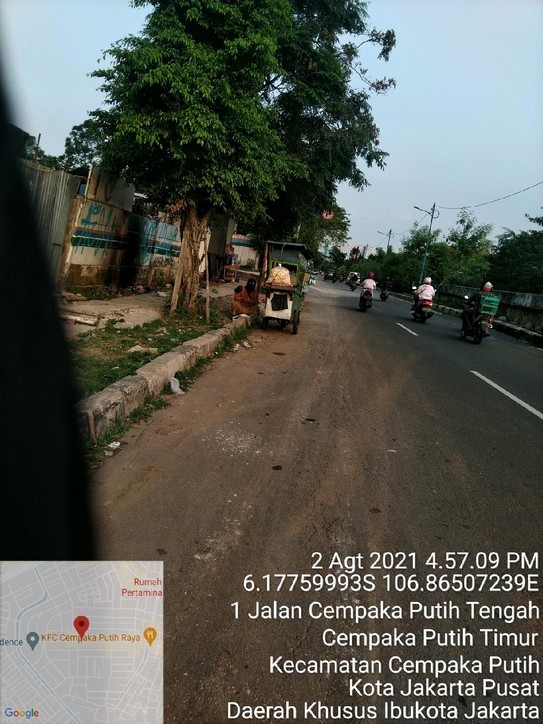 2 Agt 2021 4.57.09 PM
6.17759993S 106.86507239E
1 Jalan Cempaka Putih Tengah
Cempaka Putih Timur
Kecamatan Cempaka Putih
Kota Jakarta Pusat
Daerah Khusus Ibukota Jakarta
Rumah
Pertamina
dence
KFC Cempaka Putih Raya
Google